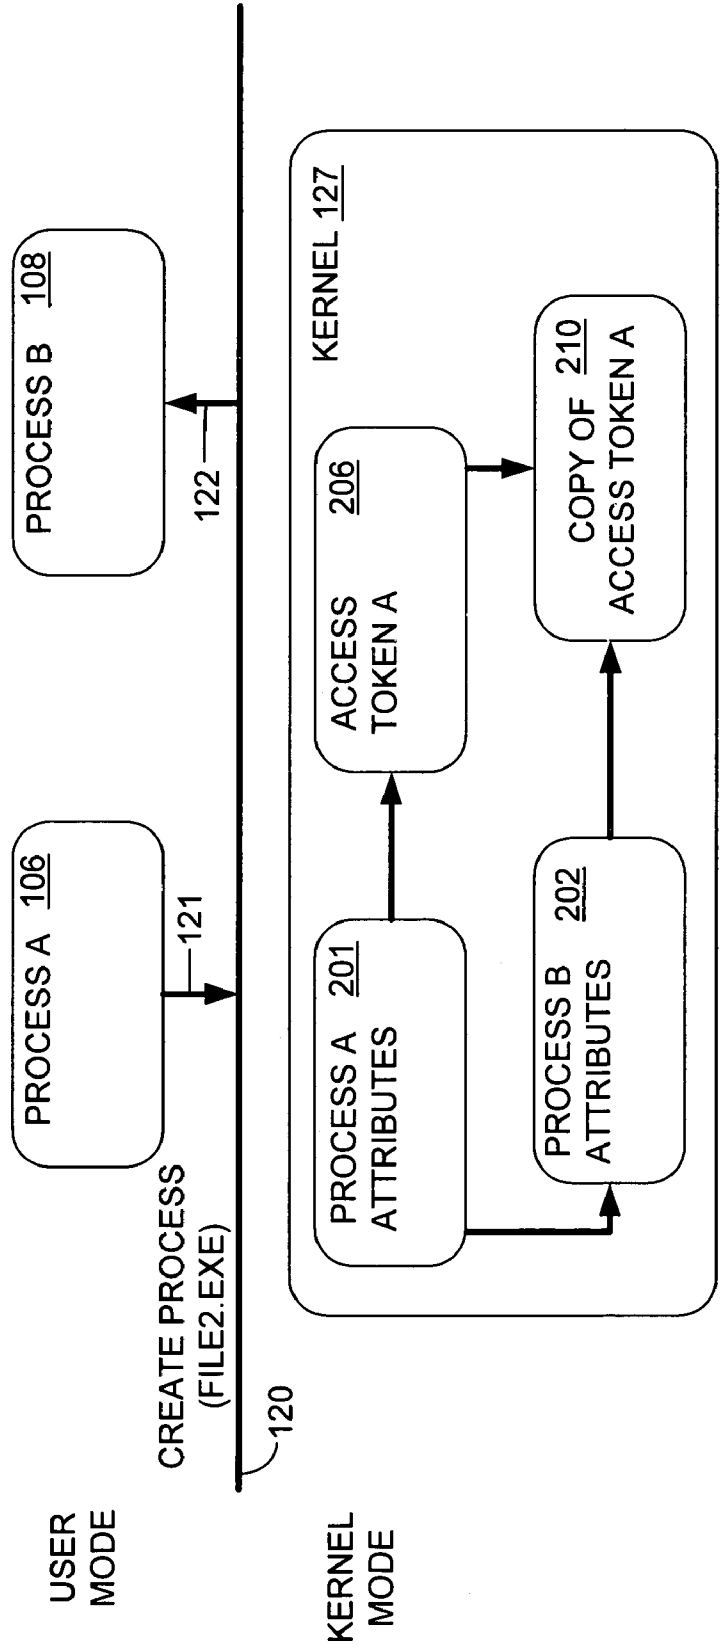 USER
MODE
CREATE PROCESS
(FILE2.EXE)
PROCESS A 106
121
PROCESS B 108
122
120
KERNEL
MODE
KERNEL 127
PROCESS A
ATTRIBUTES 201
ACCESS
TOKEN A 206
PROCESS B
ATTRIBUTES 202
COPY OF 210
ACCESS TOKEN A